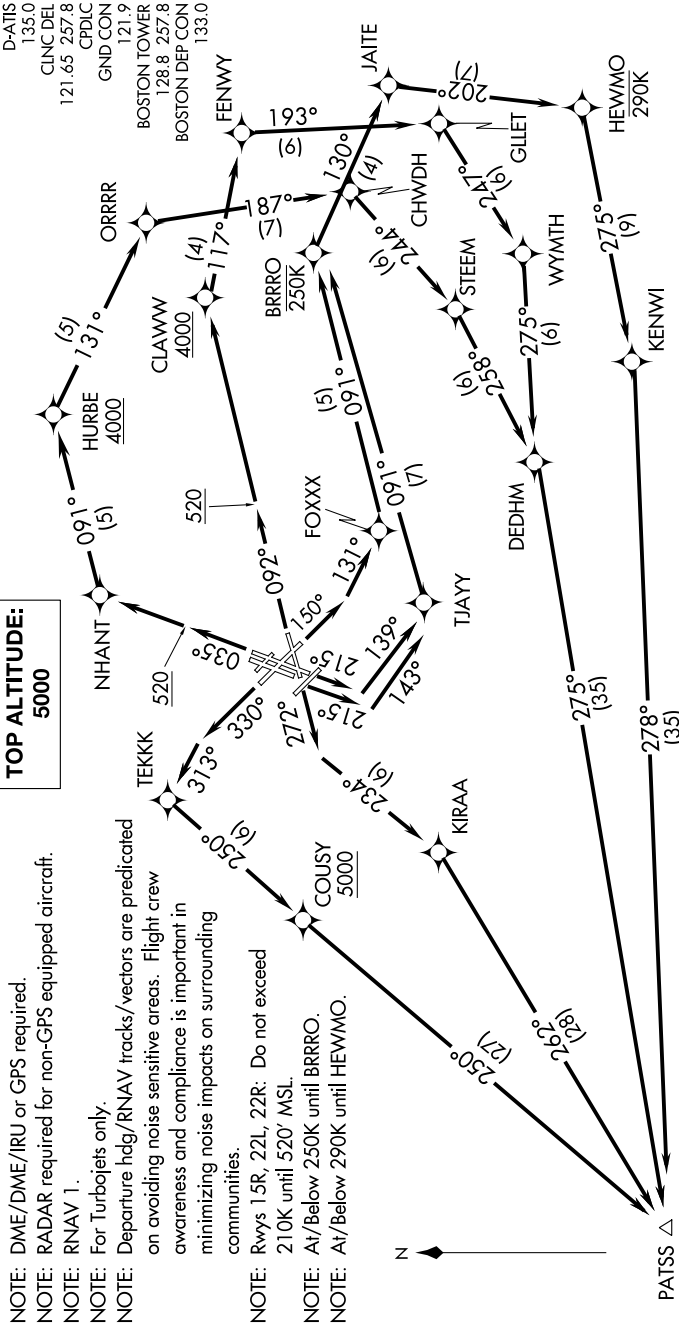 D-ATIS
135.0
CLNC DEL
121.65 257.8
CPDLC
GND CON
121.9
BOSTON TOWER
128.8 257.8
BOSTON DEP CON
133.0
TOP ALTITUDE:
5000
NOTE: DME/DME/IRU or GPS required.
NOTE: RADAR required for non-GPS equipped aircraft.
NOTE: RNAV 1.
NOTE: For Turbojets only.
NOTE: Departure hdg/RNAV tracks/vectors are predicated
on avoiding noise sensitive areas. Flight crew
awareness and compliance is important in
minimizing noise impacts on surrounding
communities.
NOTE: Rwys 15R, 22L, 22R: Do not exceed
210K until 520' MSL.
NOTE: At/Below 250K until BRRRO.
NOTE: At/Below 290K until HEWMO.
N
TEKKK
330°
313°
250°
(6)
COUSY
5000
250°
(27)
NHANT
520
035°
091°
(5)
HURBE
4000
131°
(5)
ORRRR
187°
(7)
CHWDH
244°
(6)
STEEM
258°
(6)
DEDHM
275°
(35)
520
092°
CLAWW
4000
117°
(4)
FENWY
193°
(6)
GLLET
247°
(6)
WYMTH
275°
(6)
150°
131°
FOXXX
091°
(5)
BRRRO
250K
130°
(4)
JAITE
202°
(7)
HEWMO
290K
275°
(9)
KENWI
278°
(35)
215°
139°
215°
143°
TJAYY
091°
(7)
272°
234°
(6)
KIRAA
262°
(28)
PATSS